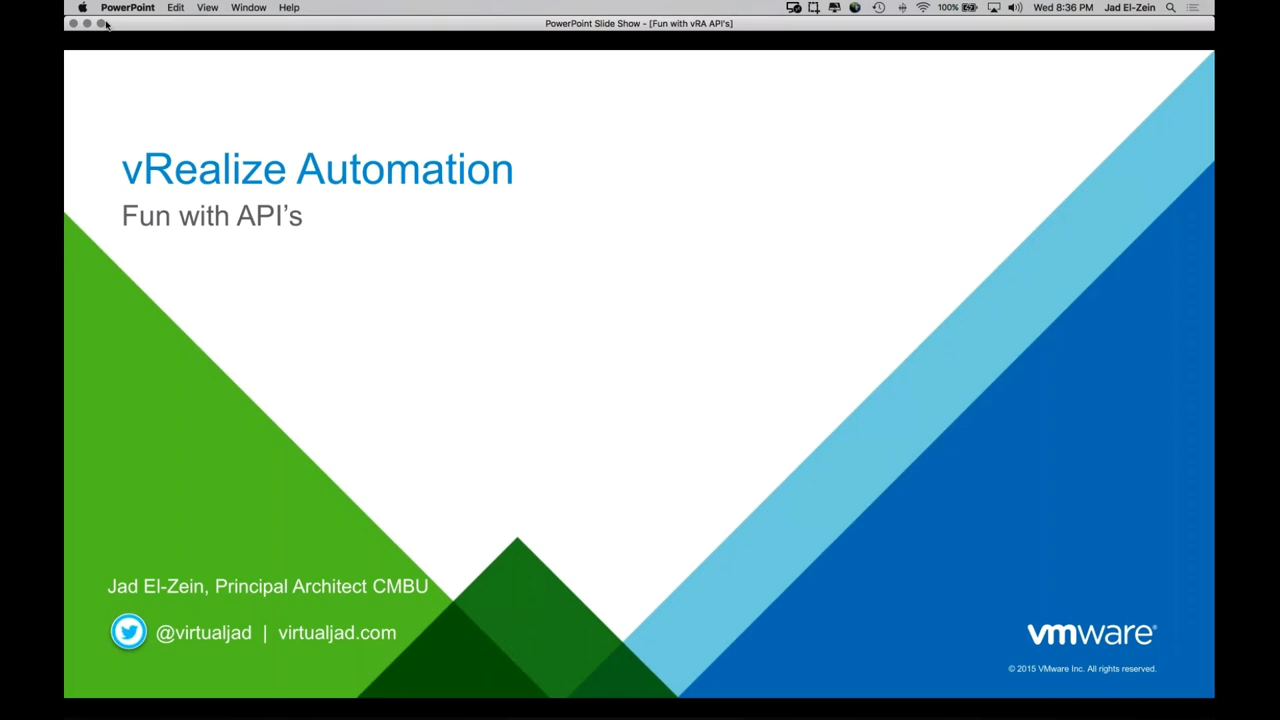 PowerPoint Edit View Window Help 100% Wed 8:36 PM Jad El-Zein
PowerPoint Slide Show - [Fun with vRA API's]
vRealize Automation
Fun with API’s
Jad El-Zein, Principal Architect CMBU
@virtualjad | virtualjad.com
vmware®
© 2015 VMware Inc. All rights reserved.